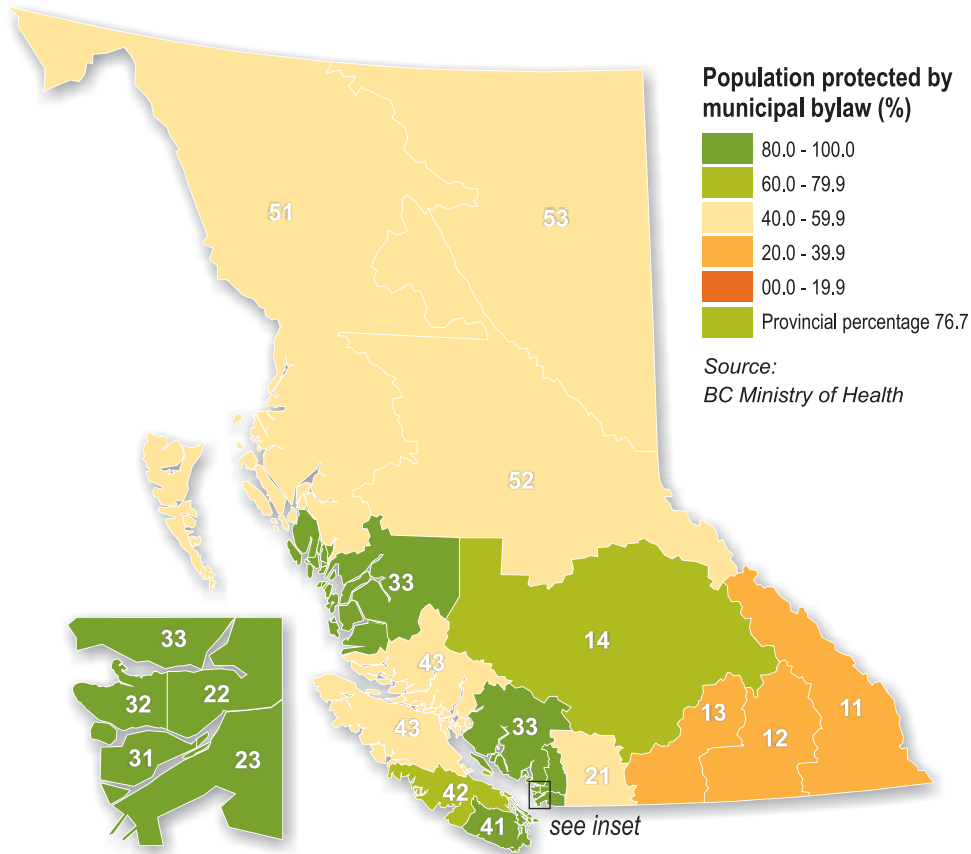 Population protected by
municipal bylaw (%)
80.0 - 100.0
60.0 - 79.9
40.0 - 59.9
20.0 - 39.9
00.0 - 19.9
Provincial percentage 76.7
Source:
BC Ministry of Health
51
53
52
33
14
43
43
33
13
12
11
21
42
41
see inset
33
32
22
31
23